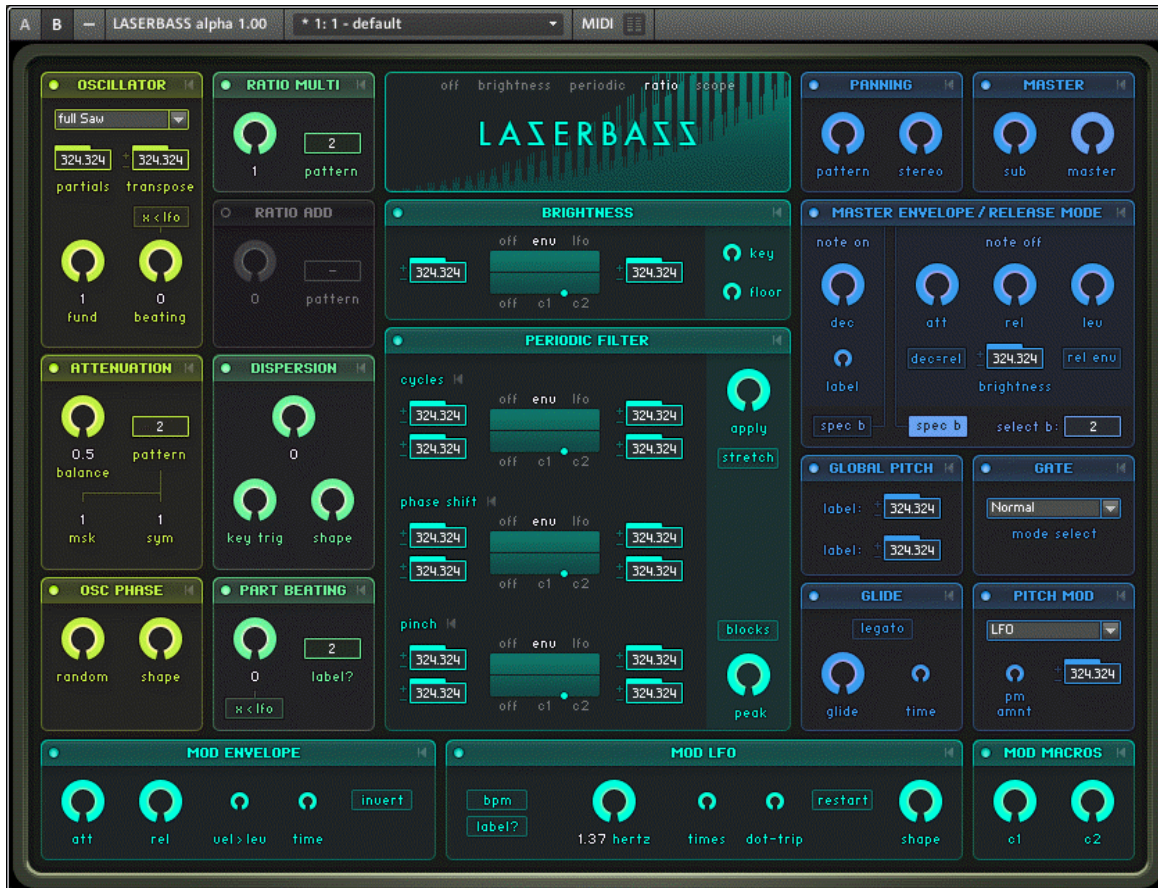 A B – LASERBASS alpha 1.00 * 1: 1 - default MIDI
OSCILLATOR
full Saw
324.324 + - 324.324
partials transpose
x < lfo
1 0
fund beating
RATIO MULTI
2
1 pattern
RATIO ADD
–
0 pattern
off brightness periodic ratio scope
LAZERBAZZ
PANNING
pattern stereo
MASTER
sub master
BRIGHTNESS
off env lfo
+ - 324.324 + - 324.324
off c1 c2
key
floor
MASTER ENVELOPE / RELEASE MODE
note on note off
dec att rel lev
dec=rel + - 324.324 rel env
label brightness
spec b spec b select b: 2
ATTENUATION
2
0.5 pattern
balance
1 1
msk sym
DISPERSION
0
key trig shape
PERIODIC FILTER
cycles
off env lfo
+ - 324.324 + - 324.324
+ - 324.324 + - 324.324
off c1 c2
apply
stretch
phase shift
off env lfo
+ - 324.324 + - 324.324
+ - 324.324 + - 324.324
off c1 c2
pinch
off env lfo
+ - 324.324 + - 324.324
+ - 324.324 + - 324.324
off c1 c2
blocks
peak
GLOBAL PITCH
label: + - 324.324
label: + - 324.324
GATE
Normal
mode select
OSC PHASE
random shape
PART BEATING
2
0 label?
x < lfo
GLIDE
legato
glide time
PITCH MOD
LFO
+ - 324.324
pm
amnt
MOD ENVELOPE
invert
att rel vel>lev time
MOD LFO
bpm restart
label?
1.37 hertz times dot-trip shape
MOD MACROS
c1 c2